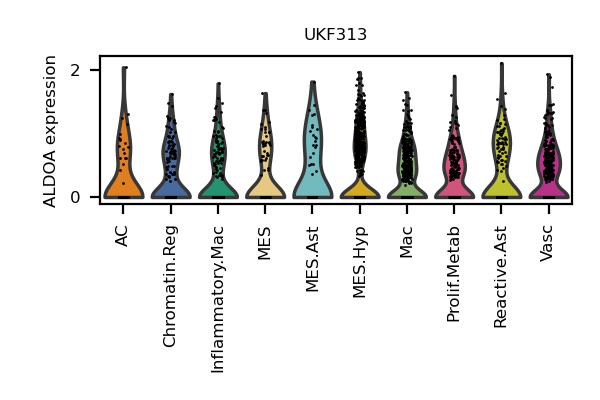 UKF313
ALDOA expression
2
0
AC
Chromatin.Reg
Inflammatory.Mac
MES
MES.Ast
MES.Hyp
Mac
Prolif.Metab
Reactive.Ast
Vasc